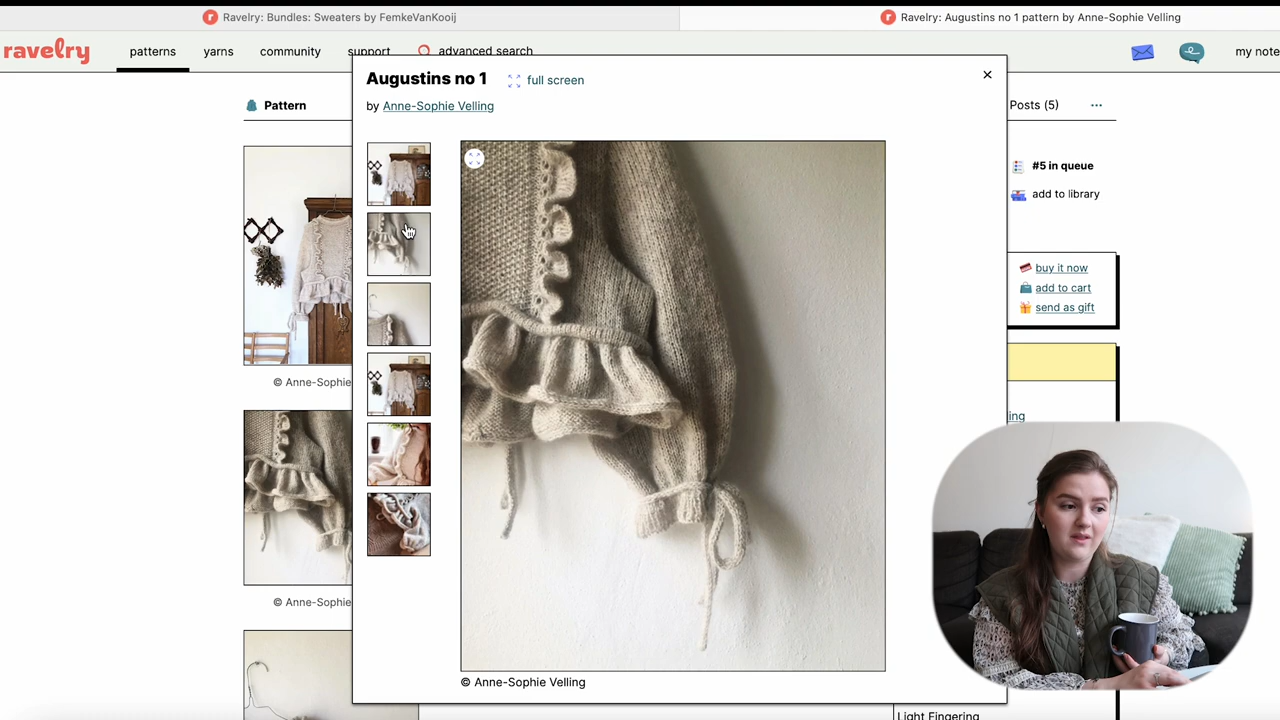 Ravelry: Bundles: Sweaters by FemkeVanKooij
Ravelry: Augustins no 1 pattern by Anne-Sophie Velling
ravelry
patterns
yarns
community
support
advanced search
my note
Augustins no 1
full screen
by Anne-Sophie Velling
Pattern
Posts (5)
#5 in queue
add to library
buy it now
add to cart
send as gift
© Anne-Sophie
ling
© Anne-Sophie
© Anne-Sophie Velling
Light Fingering